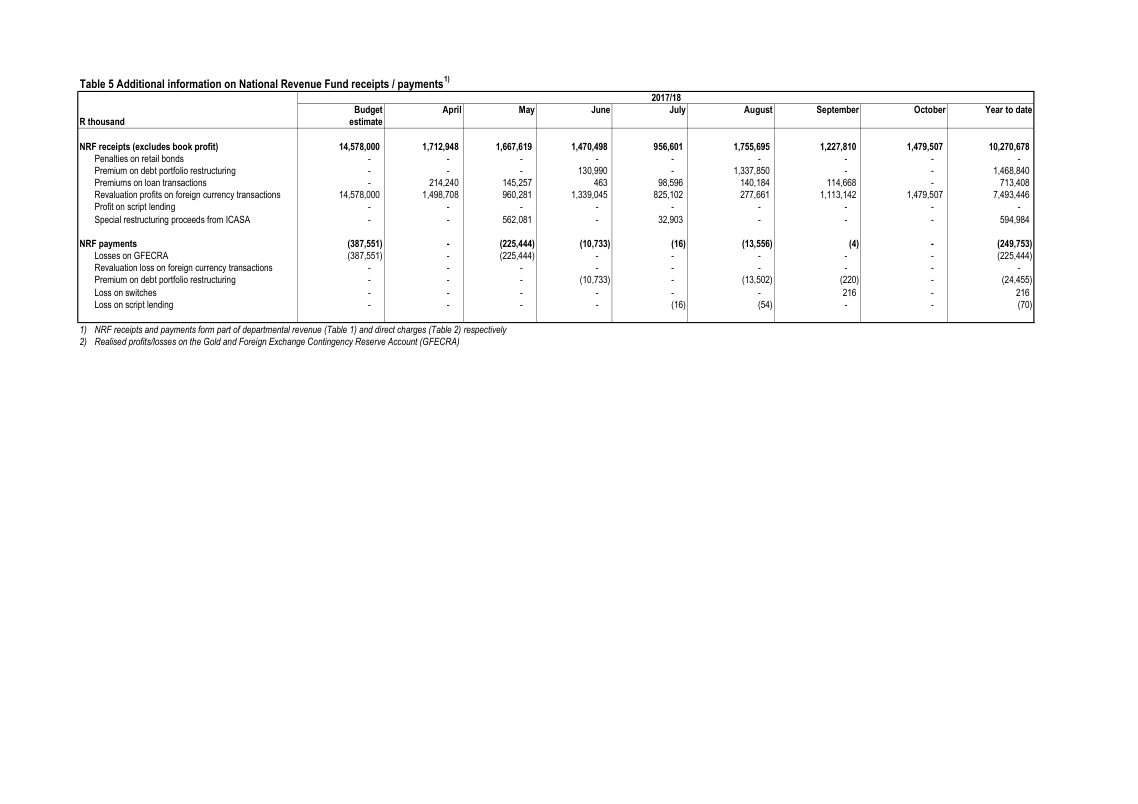 Table 5 Additional information on National Revenue Fund receipts / payments 1)
2017/18
Budget April May June July August September October Year to date
R thousand estimate
NRF receipts (excludes book profit) 14,578,000 1,712,948 1,667,619 1,470,498 956,601 1,755,695 1,227,810 1,479,507 10,270,678
Penalties on retail bonds - - - - - - - - -
Premium on debt portfolio restructuring - - - 130,990 - 1,337,850 - - 1,468,840
Premiums on loan transactions - 214,240 145,257 463 98,596 140,184 114,668 - 713,408
Revaluation profits on foreign currency transactions 14,578,000 1,498,708 960,281 1,339,045 825,102 277,661 1,113,142 1,479,507 7,493,446
Profit on script lending - - - - - - - - -
Special restructuring proceeds from ICASA - - 562,081 - 32,903 - - - 594,984
NRF payments (387,551) - (225,444) (10,733) (16) (13,556) (4) - (249,753)
Losses on GFECRA (387,551) - (225,444) - - - - - (225,444)
Revaluation loss on foreign currency transactions - - - - - - - - -
Premium on debt portfolio restructuring - - - (10,733) - (13,502) (220) - (24,455)
Loss on switches - - - - - - 216 - 216
Loss on script lending - - - - (16) (54) - - (70)
1) NRF receipts and payments form part of departmental revenue (Table 1) and direct charges (Table 2) respectively
2) Realised profits/losses on the Gold and Foreign Exchange Contingency Reserve Account (GFECRA)